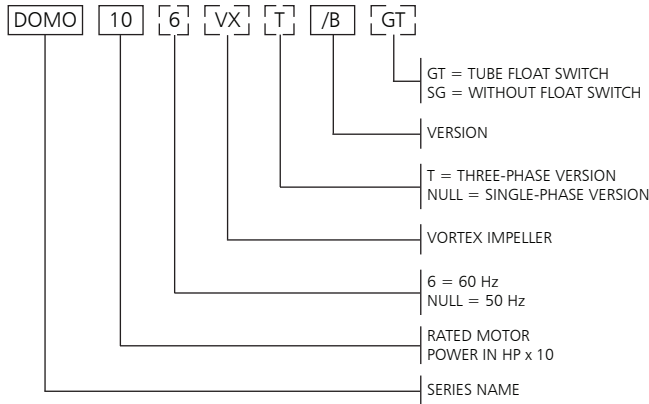 DOMO 10 6 VX T /B GT
GT = TUBE FLOAT SWITCH
SG = WITHOUT FLOAT SWITCH
VERSION
T = THREE-PHASE VERSION
NULL = SINGLE-PHASE VERSION
VORTEX IMPELLER
6 = 60 Hz
NULL = 50 Hz
RATED MOTOR
POWER IN HP x 10
SERIES NAME